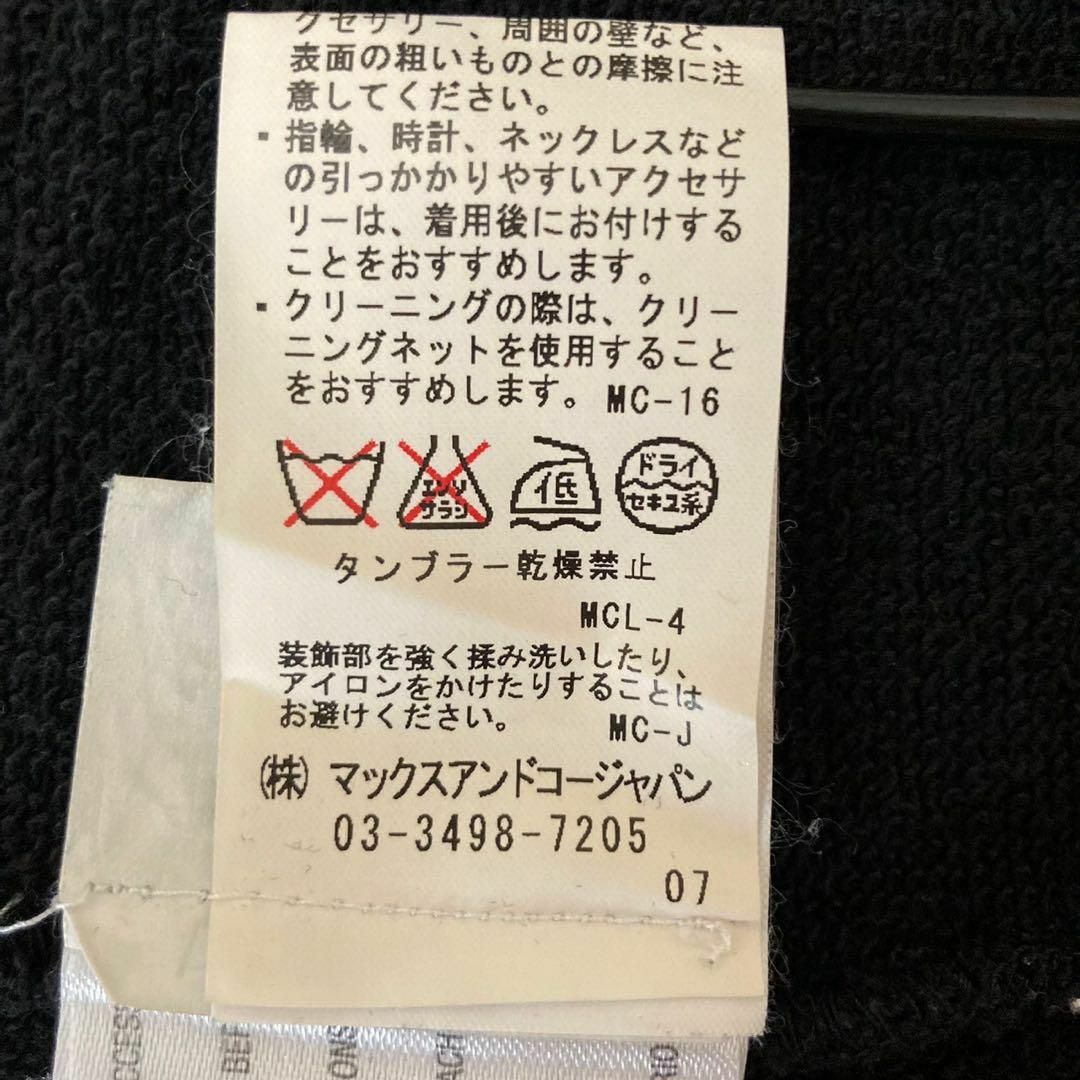 クセサリー、周囲の壁など、
表面の粗いものとの摩擦に注
意してください。
▪指輪、時計、ネックレスなど
の引っかかりやすいアクセサ
リーは、着用後にお付けする
ことをおすすめします。
▪クリーニングの際は、クリー
ニングネットを使用すること
をおすすめします。 MC-16
エンソ
サラシ
低
ドライ
セキユ系
タンブラー乾燥禁止
MCL-4
装飾部を強く揉み洗いしたり、
アイロンをかけたりすることは
お避けください。 MC-J
㈱ マックスアンドコージャパン
03-3498-7205
07
CCESS
BEF
IONS
ACH
RIO